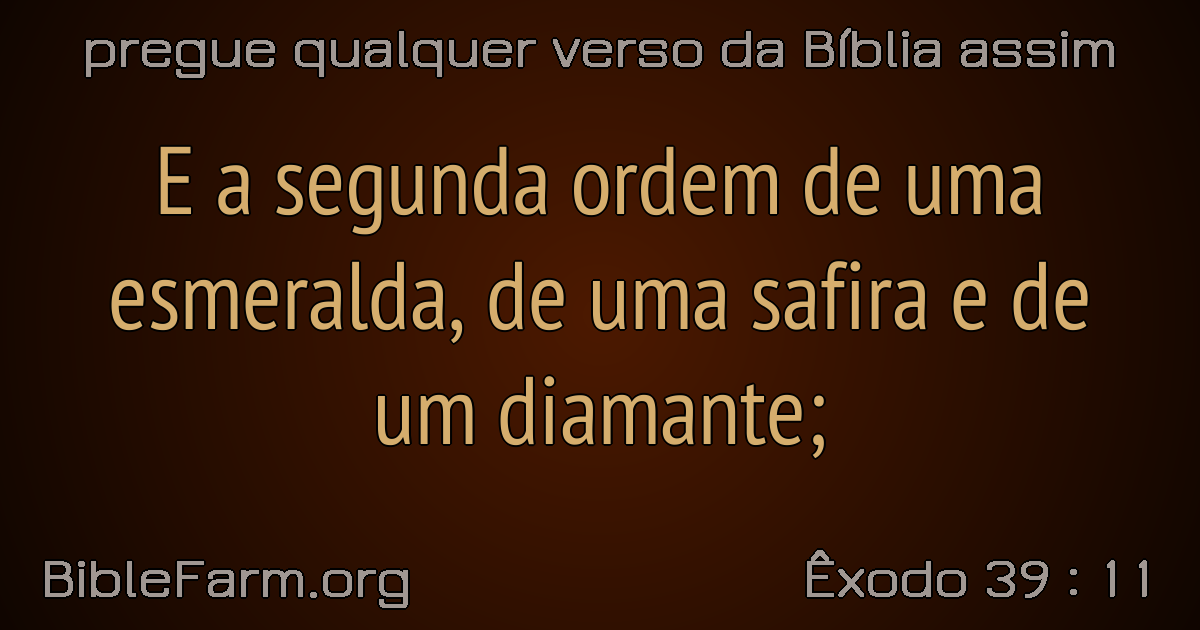 pregue qualquer verso da Bíblia assim
E a segunda ordem de uma
esmeralda, de uma safira e de
um diamante;
BibleFarm.org
Êxodo 39 : 11